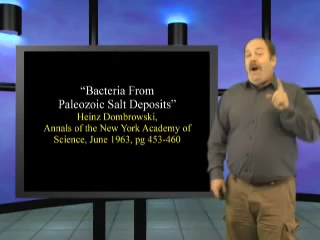 “Bacteria From
Paleozoic Salt Deposits”
Heinz Dombrowski,
Annals of the New York Academy of
Science, June 1963, pg 453-460